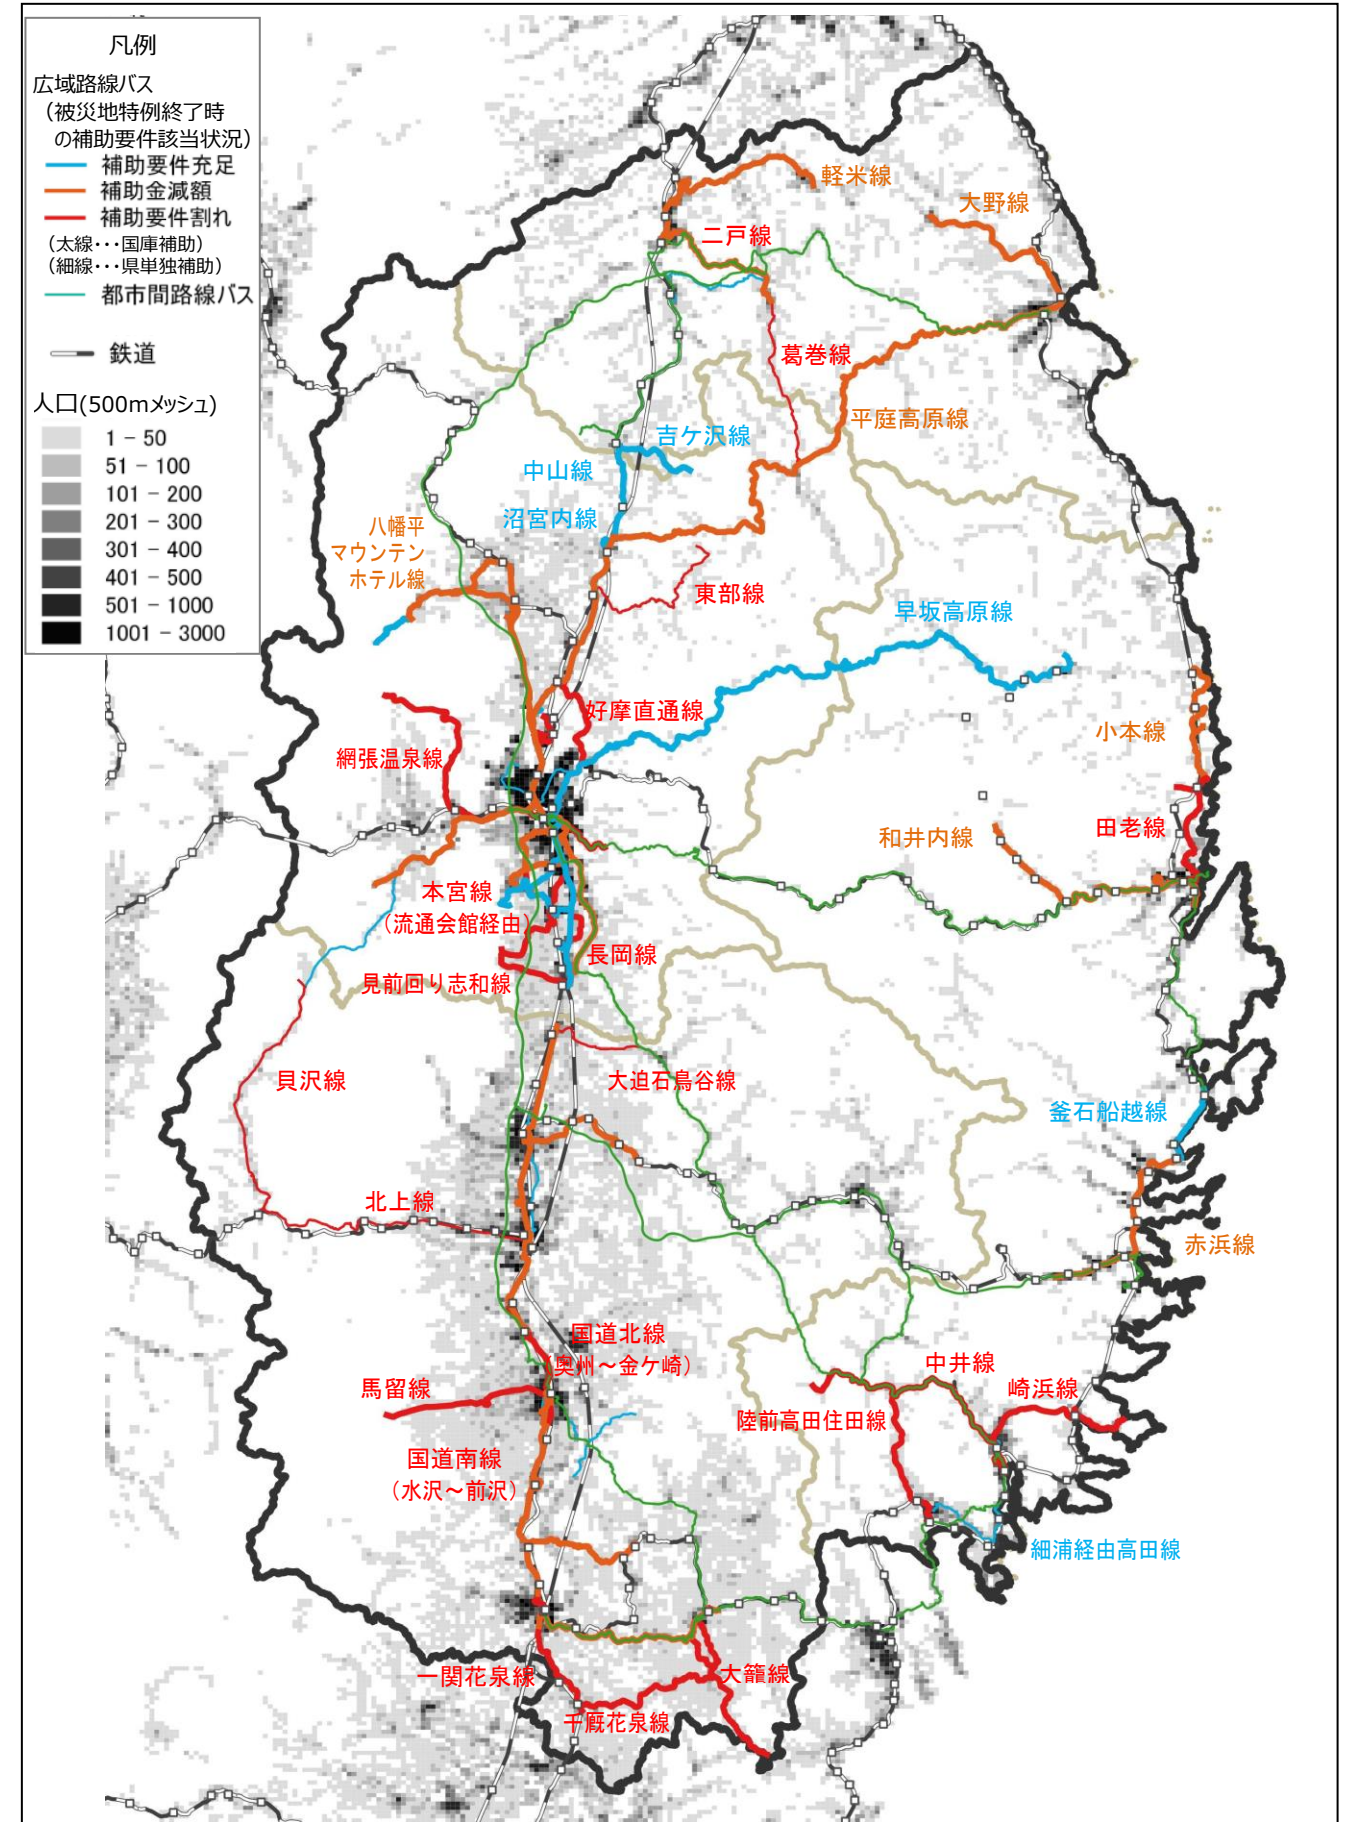 凡例
広域路線バス
(被災地特例終了時
の補助要件該当状況)
補助要件充足
補助金減額
補助要件割れ
(太線・・・国庫補助)
(細線・・・県単独補助)
都市間路線バス
鉄道
人口(500mメッシュ)
1 - 50
51 - 100
101 - 200
201 - 300
301 - 400
401 - 500
501 - 1000
1001 - 3000
軽米線
大野線
二戸線
葛巻線
平庭高原線
吉ケ沢線
中山線
沼宮内線
八幡平
マウンテン
ホテル線
東部線
早坂高原線
好摩直通線
小本線
網張温泉線
田老線
和井内線
本宮線
(流通会館経由)
長岡線
見前回り志和線
貝沢線
大迫石鳥谷線
釜石船越線
北上線
赤浜線
国道北線
(奥州~金ケ崎)
中井線
馬留線
崎浜線
陸前高田住田線
国道南線
(水沢~前沢)
細浦経由高田線
一関花泉線
大籠線
千厩花泉線